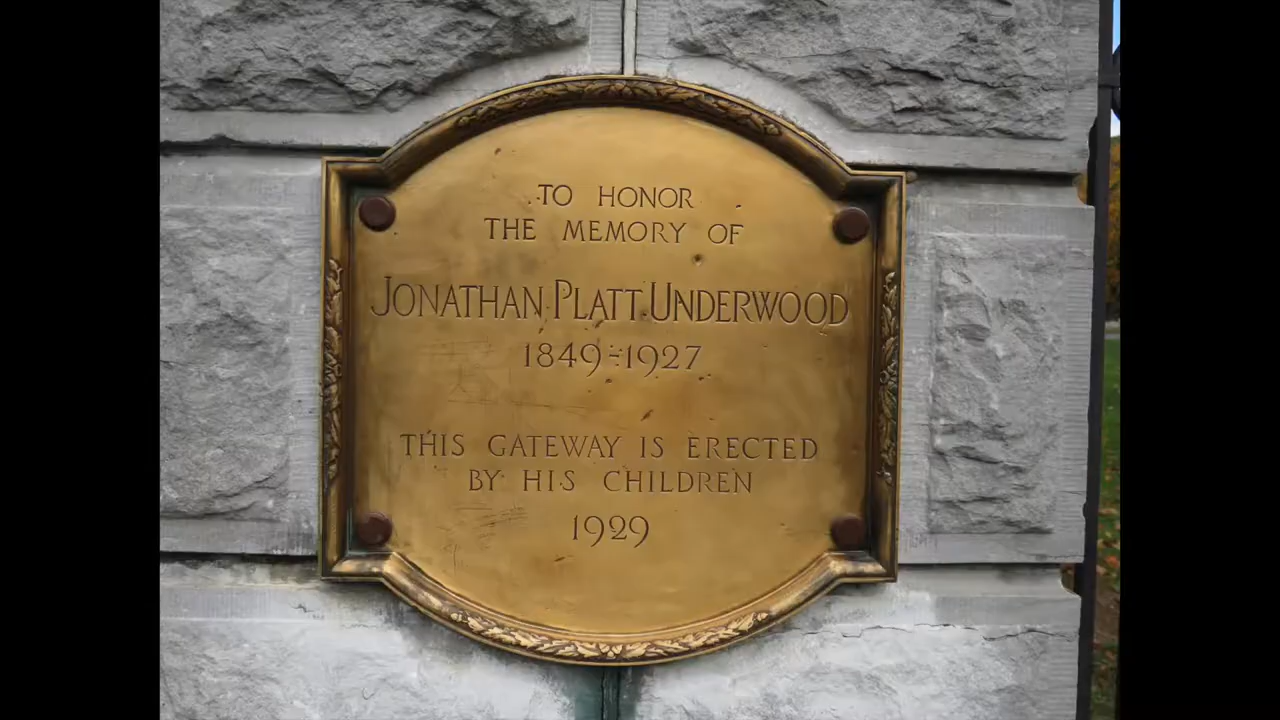 TO HONOR
THE MEMORY OF
JONATHAN PLATT UNDERWOOD
1849-1927
THIS GATEWAY IS ERECTED
BY HIS CHILDREN
1929